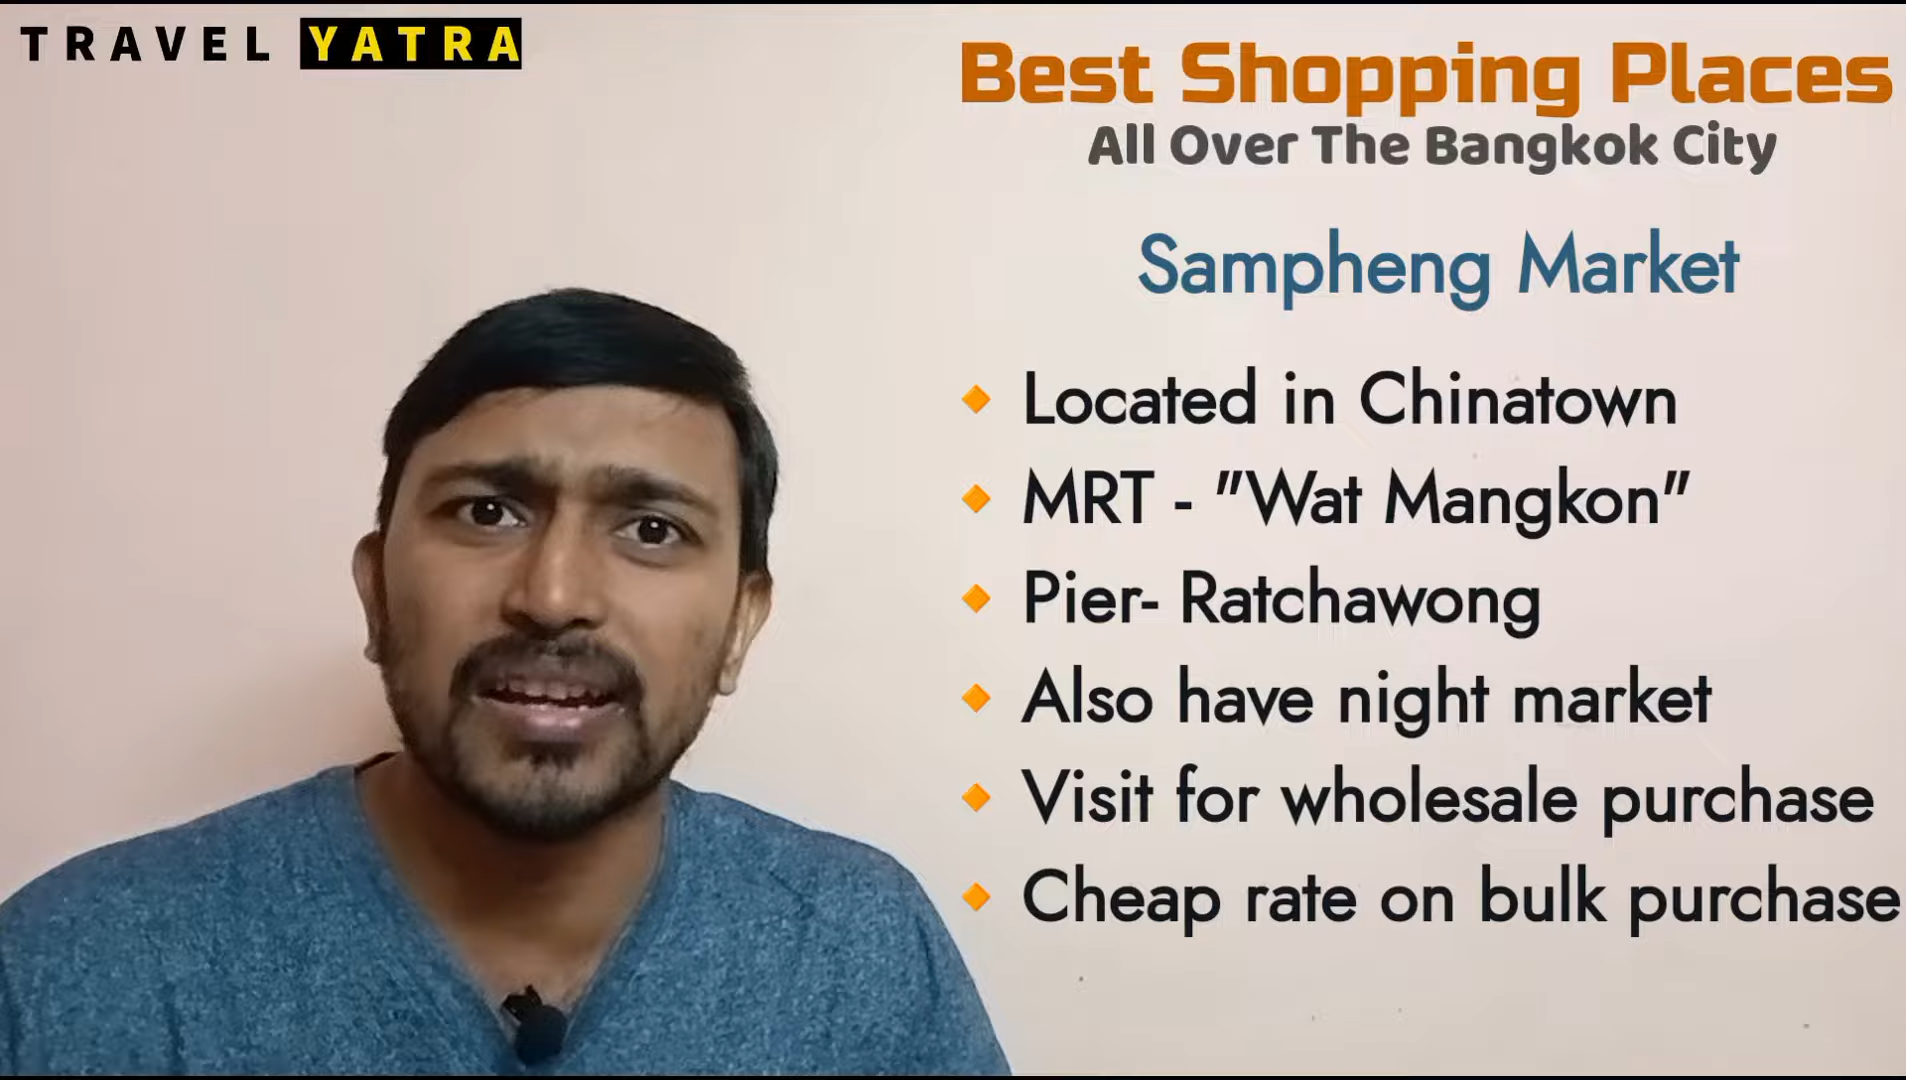 TRAVEL YATRA
Best Shopping Places
All Over The Bangkok City
Sampheng Market
Located in Chinatown
MRT - "Wat Mangkon"
Pier- Ratchawong
Also have night market
Visit for wholesale purchase
Cheap rate on bulk purchase